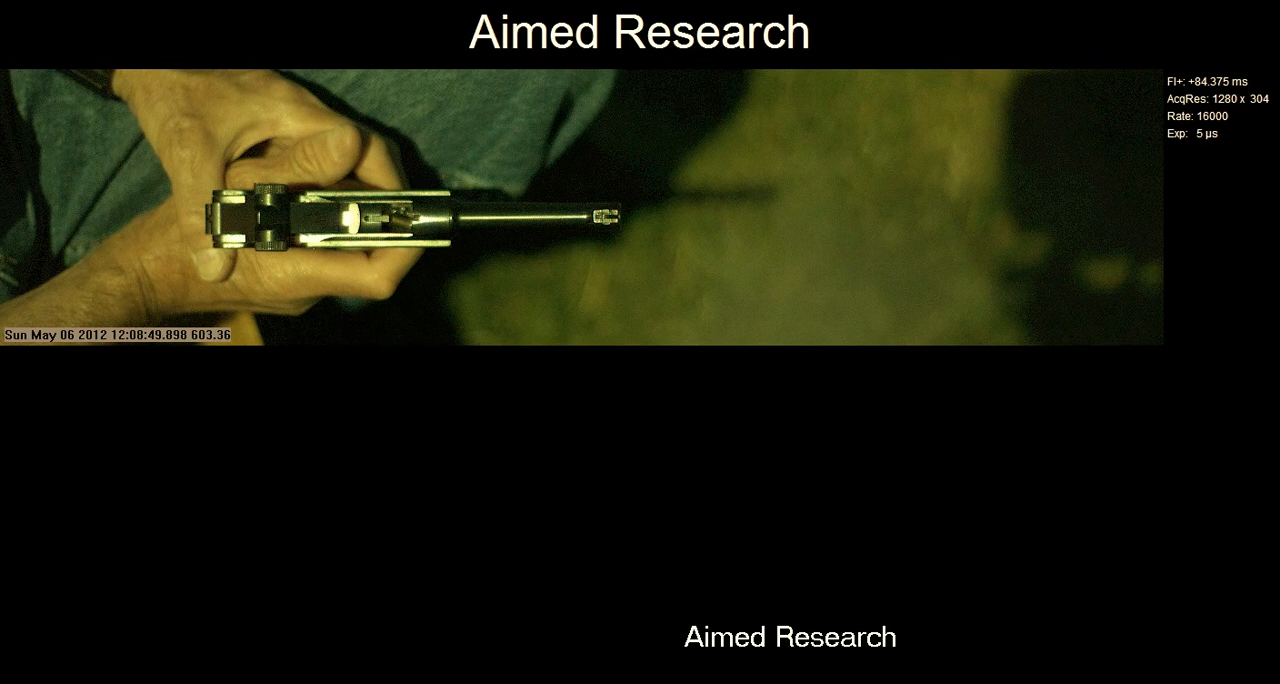 Aimed Research
FI+: +84.375 ms
AcqRes: 1280 x 304
Rate: 16000
Exp: 5 µs
Sun May 06 2012 12:08:49.898 603.36
Aimed Research